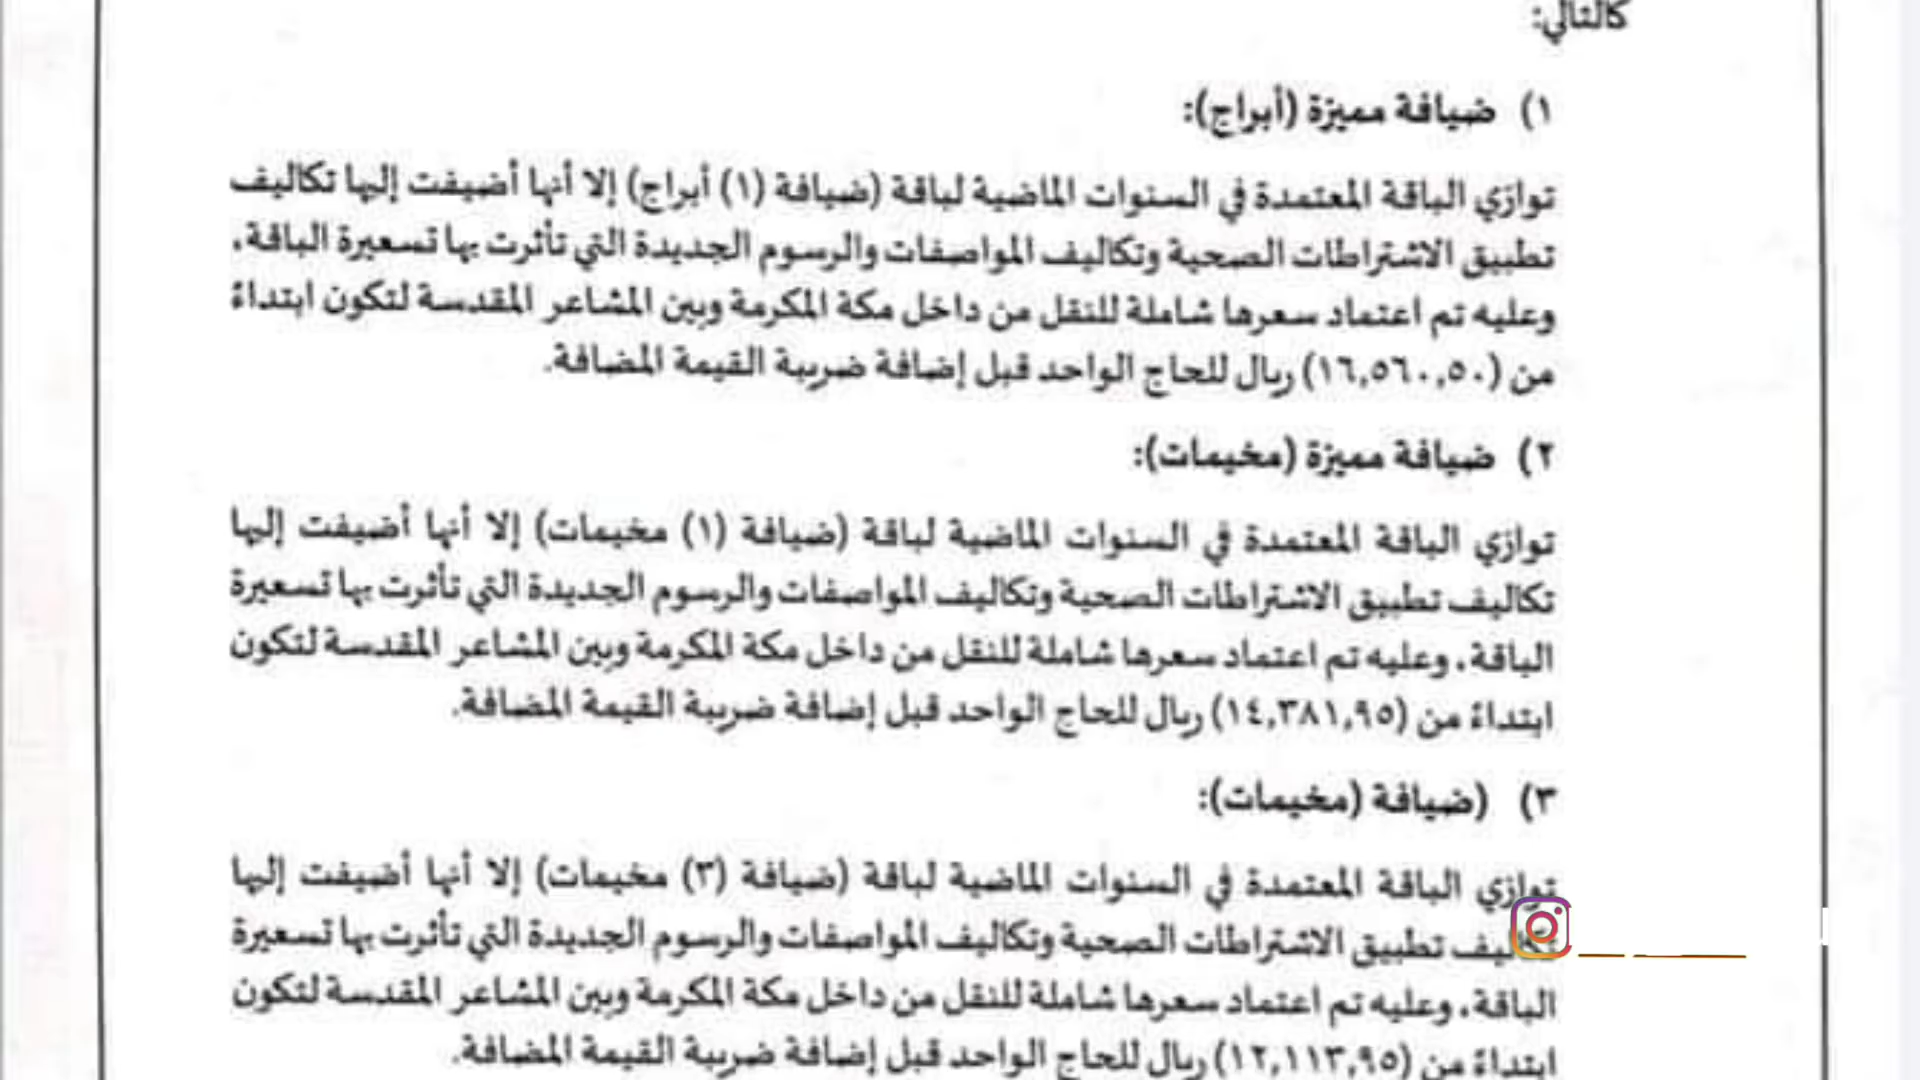 كالتالي:
١) ضيافة مميزة (أبراج):
توازي الباقة المعتمدة في السنوات الماضية لباقة (ضيافة (١) أبراج) إلا أنها أضيفت إليها تكاليف
تطبيق الاشتراطات الصحية وتكاليف المواصفات والرسوم الجديدة التي تأثرت بها تسعيرة الباقة،
وعليه تم اعتماد سعرها شاملة للنقل من داخل مكة المكرمة وبين المشاعر المقدسة لتكون ابتداءً
من (١٦,٥٦٠,٥٠) ريال للحاج الواحد قبل إضافة ضريبة القيمة المضافة.
٢) ضيافة مميزة (مخيمات):
توازي الباقة المعتمدة في السنوات الماضية لباقة (ضيافة (١) مخيمات) إلا أنها أضيفت إليها
تكاليف تطبيق الاشتراطات الصحية وتكاليف المواصفات والرسوم الجديدة التي تأثرت بها تسعيرة
الباقة، وعليه تم اعتماد سعرها شاملة للنقل من داخل مكة المكرمة وبين المشاعر المقدسة لتكون
ابتداءً من (١٤,٣٨١,٩٥) ريال للحاج الواحد قبل إضافة ضريبة القيمة المضافة.
٣) (ضيافة (مخيمات):
توازي الباقة المعتمدة في السنوات الماضية لباقة (ضيافة (٣) مخيمات) إلا أنها أضيفت إليها
تكاليف تطبيق الاشتراطات الصحية وتكاليف المواصفات والرسوم الجديدة التي تأثرت بها تسعيرة
الباقة، وعليه تم اعتماد سعرها شاملة للنقل من داخل مكة المكرمة وبين المشاعر المقدسة لتكون
ابتداءً من (١٢,١١٣,٩٥) ريال للحاج الواحد قبل إضافة ضريبة القيمة المضافة.